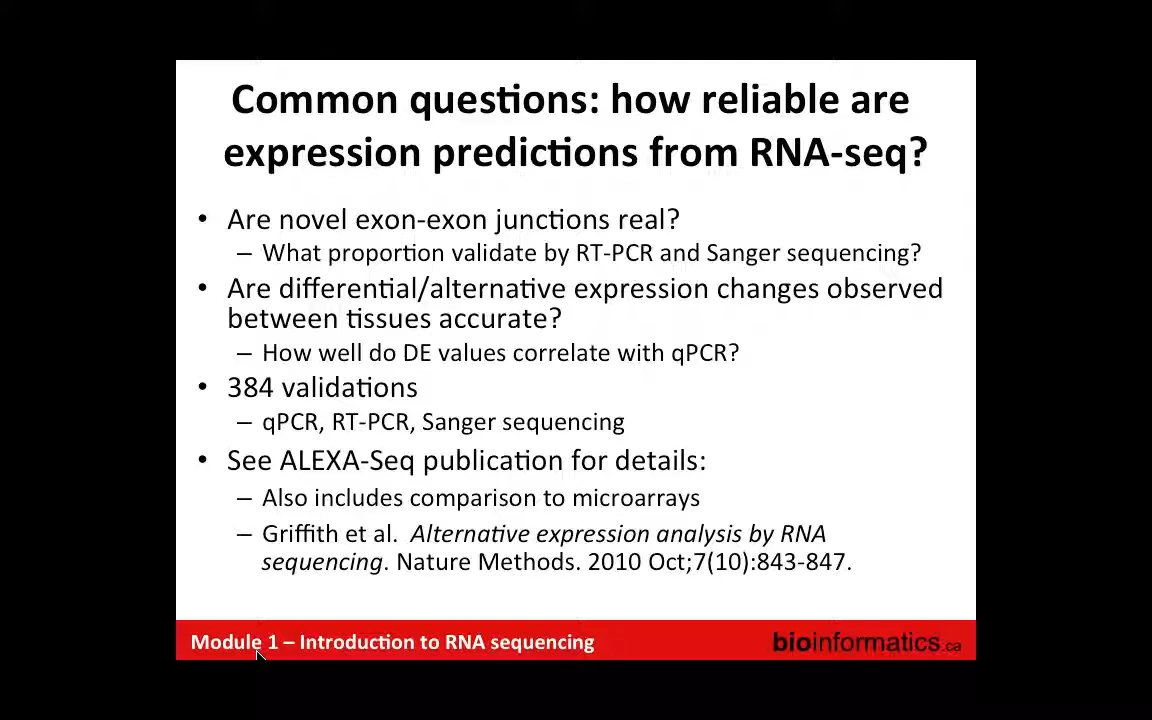 Common questions: how reliable are
expression predictions from RNA-seq?
• Are novel exon-exon junctions real?
– What proportion validate by RT-PCR and Sanger sequencing?
• Are differential/alternative expression changes observed
between tissues accurate?
– How well do DE values correlate with qPCR?
• 384 validations
– qPCR, RT-PCR, Sanger sequencing
• See ALEXA-Seq publication for details:
– Also includes comparison to microarrays
– Griffith et al. Alternative expression analysis by RNA
sequencing. Nature Methods. 2010 Oct;7(10):843-847.
Module 1 – Introduction to RNA sequencing
bioinformatics.ca